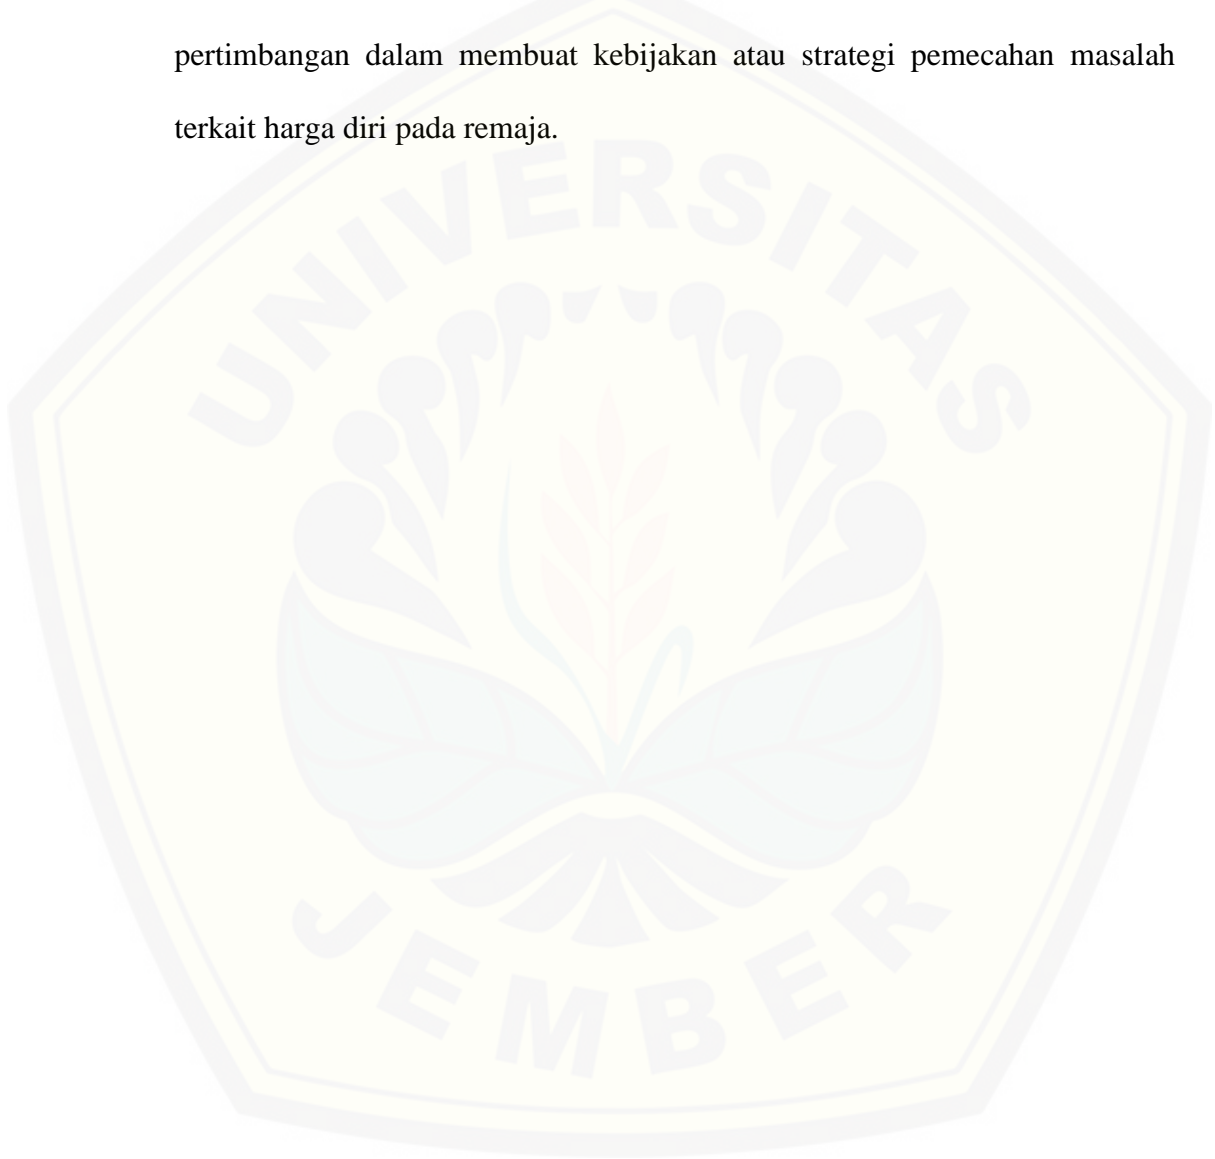 pertimbangan dalam membuat kebijakan atau strategi pemecahan masalah
terkait harga diri pada remaja.
UNIVERSITAS
JEMBER